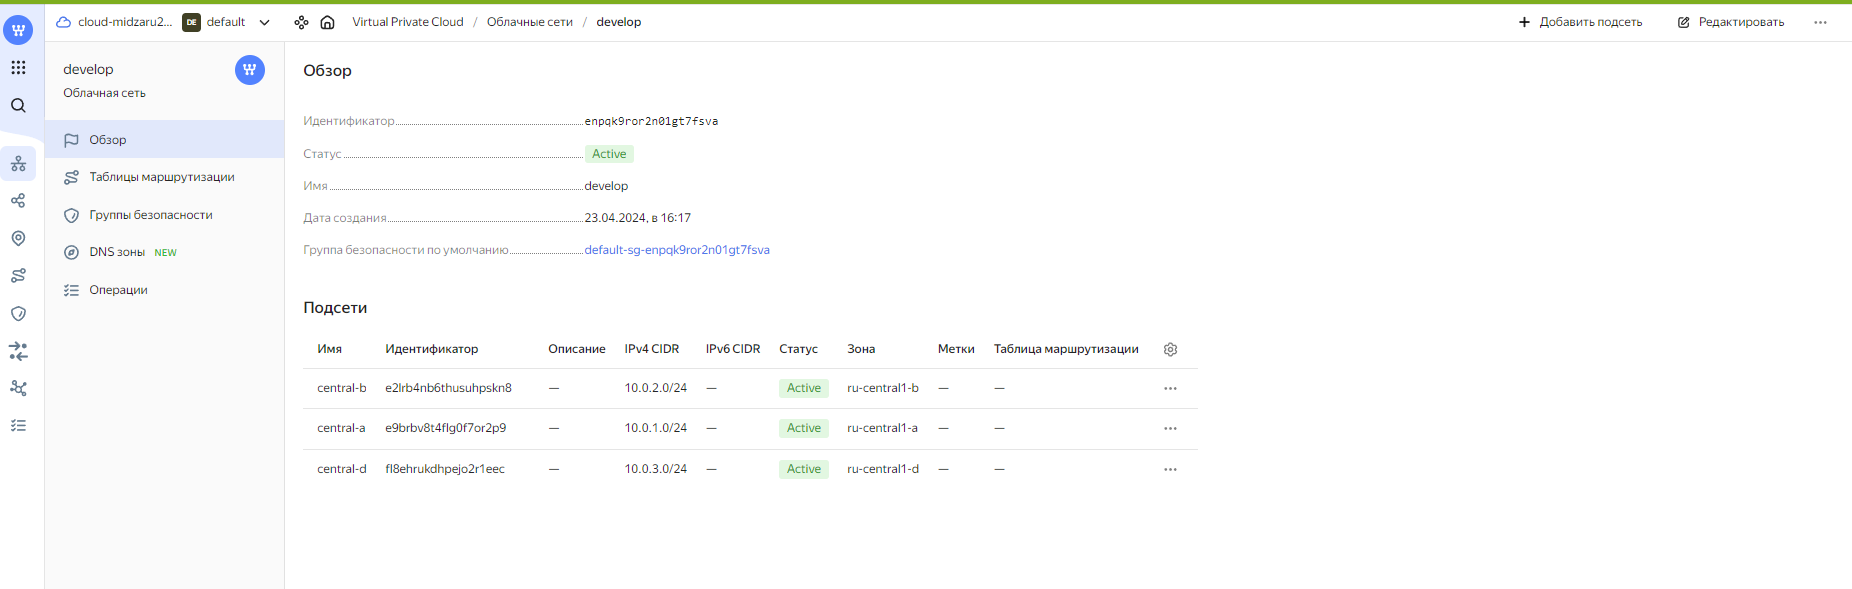 cloud-midzaru2... DE default Virtual Private Cloud / Облачные сети / develop Добавить подсеть Редактировать ...
develop
Облачная сеть
Обзор
Таблицы маршрутизации
Группы безопасности
DNS зоны NEW
Операции
Обзор
Идентификатор enpqk9ror2n01gt7fsva
Статус Active
Имя develop
Дата создания 23.04.2024, в 16:17
Группа безопасности по умолчанию default-sg-enpqk9ror2n01gt7fsva
Подсети
Имя Идентификатор Описание IPv4 CIDR IPv6 CIDR Статус Зона Метки Таблица маршрутизации
central-b e2lrb4nb6thusuhpskn8 — 10.0.2.0/24 — Active ru-central1-b — — ...
central-a e9brbv8t4flg0f7or2p9 — 10.0.1.0/24 — Active ru-central1-a — — ...
central-d fl8ehrukdhpejo2r1eec — 10.0.3.0/24 — Active ru-central1-d — — ...